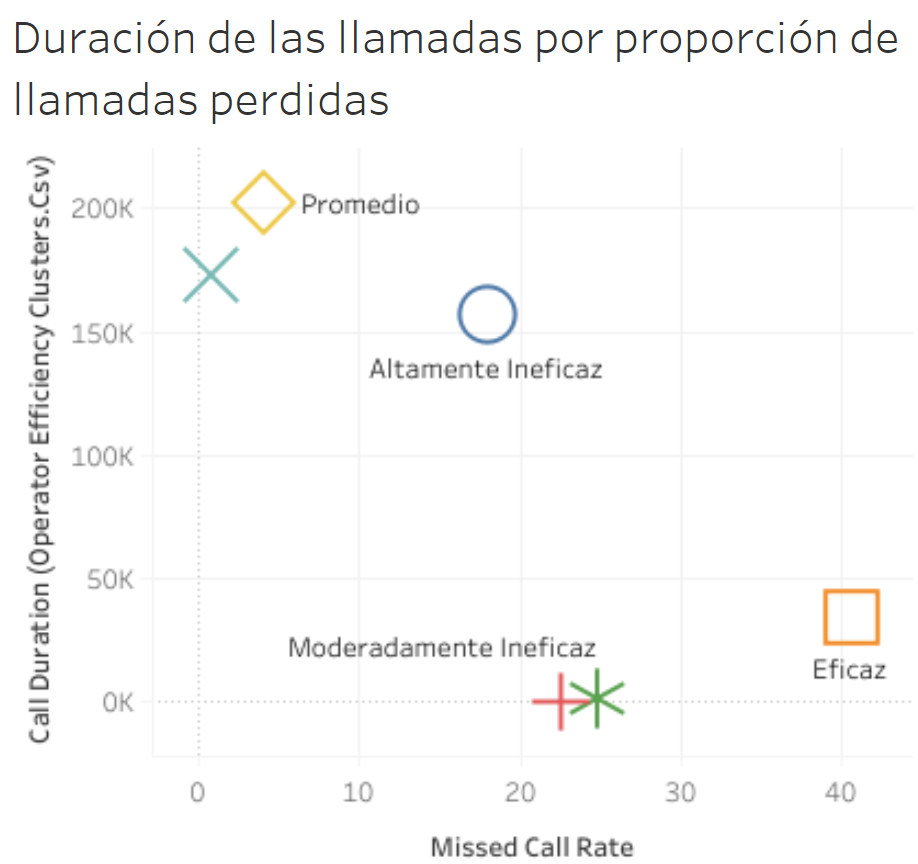 Duración de las llamadas por proporción de
llamadas perdidas
Call Duration (Operator Efficiency Clusters.Csv)
200K
150K
100K
50K
0K
Promedio
Altamente Ineficaz
Moderadamente Ineficaz
Eficaz
0
10
20
30
40
Missed Call Rate